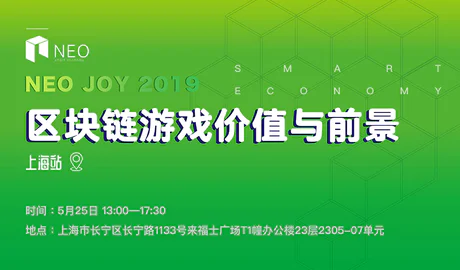 NEO
SMART
ECONOMY
NEO JOY 2019
区块链游戏价值与前景
上海站
时间：5月25日 13:00—17:30
地点：上海市长宁区长宁路1133号来福士广场T1幢办公楼23层2305-07单元